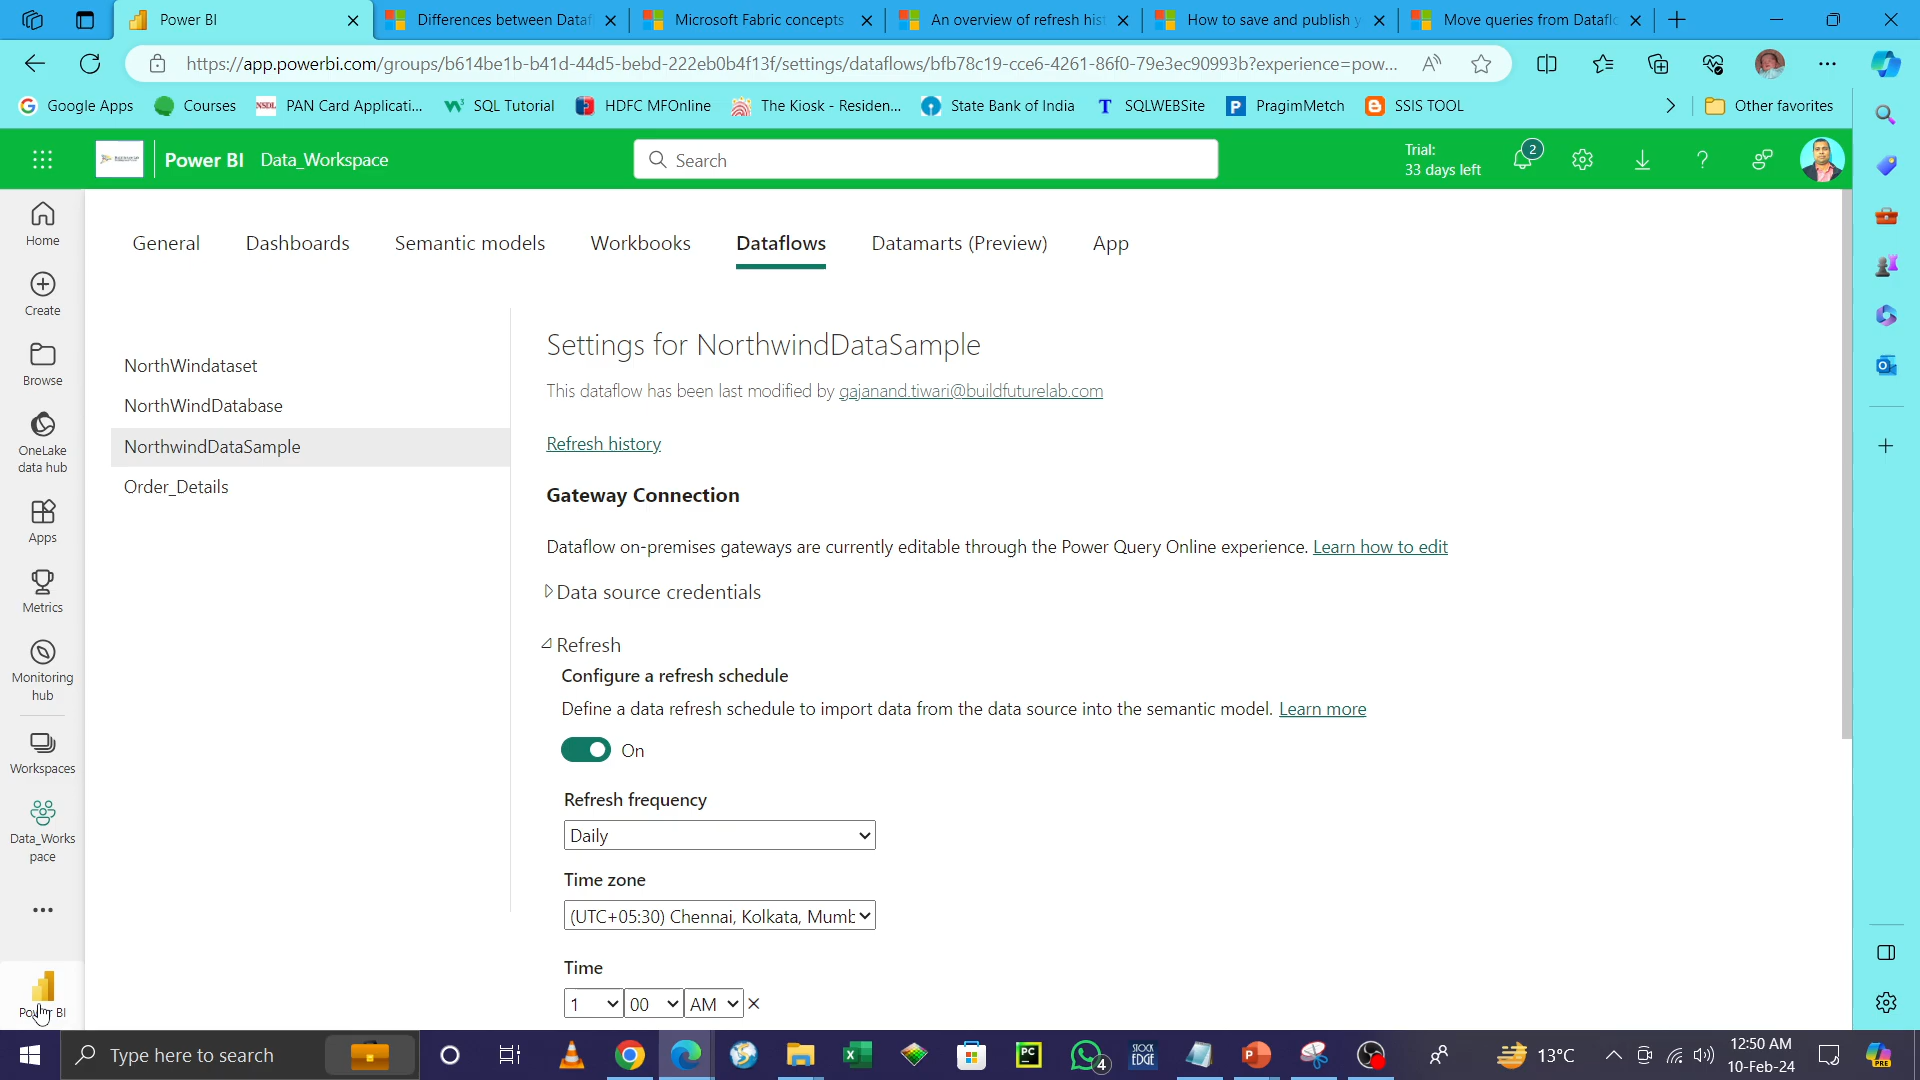 Power BI
Differences between Datafl
Microsoft Fabric concepts
An overview of refresh hist
How to save and publish y
Move queries from Dataflo
https://app.powerbi.com/groups/b614be1b-b41d-44d5-bebd-222eb0b4f13f/settings/dataflows/bfb78c19-cce6-4261-86f0-79e3ec90993b?experience=pow...
Google Apps
Courses
NSDL
PAN Card Applicati...
SQL Tutorial
HDFC MFOnline
The Kiosk - Residen...
State Bank of India
SQLWEBSite
PragimMetch
SSIS TOOL
Other favorites
Power BI Data_Workspace
Search
Trial:
33 days left
2
Home
Create
Browse
OneLake
data hub
Apps
Metrics
Monitoring
hub
Workspaces
Data_Works
pace
Power BI
General
Dashboards
Semantic models
Workbooks
Dataflows
Datamarts (Preview)
App
NorthWindataset
NorthWindDatabase
NorthwindDataSample
Order_Details
Settings for NorthwindDataSample
This dataflow has been last modified by gajanand.tiwari@buildfuturelab.com
Refresh history
Gateway Connection
Dataflow on-premises gateways are currently editable through the Power Query Online experience. Learn how to edit
Data source credentials
Refresh
Configure a refresh schedule
Define a data refresh schedule to import data from the data source into the semantic model. Learn more
On
Refresh frequency
Daily
Time zone
(UTC+05:30) Chennai, Kolkata, Mumb
Time
1 00 AM
Type here to search
PC
4
STOCK
EDGE
13°C
12:50 AM
10-Feb-24
PRE